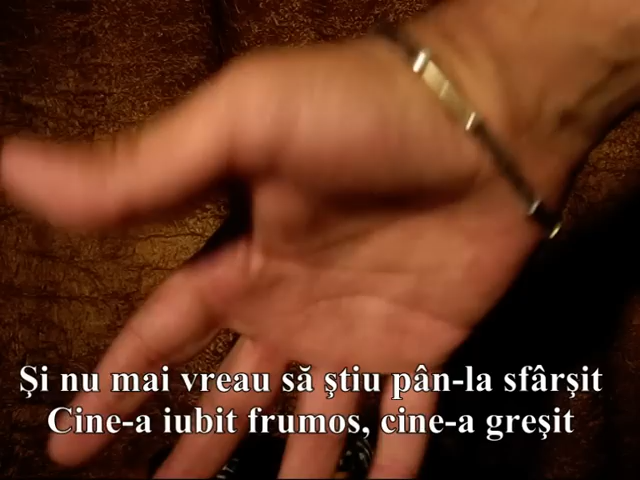 Şi nu mai vreau să ştiu pân-la sfârşit
Cine-a iubit frumos, cine-a greşit